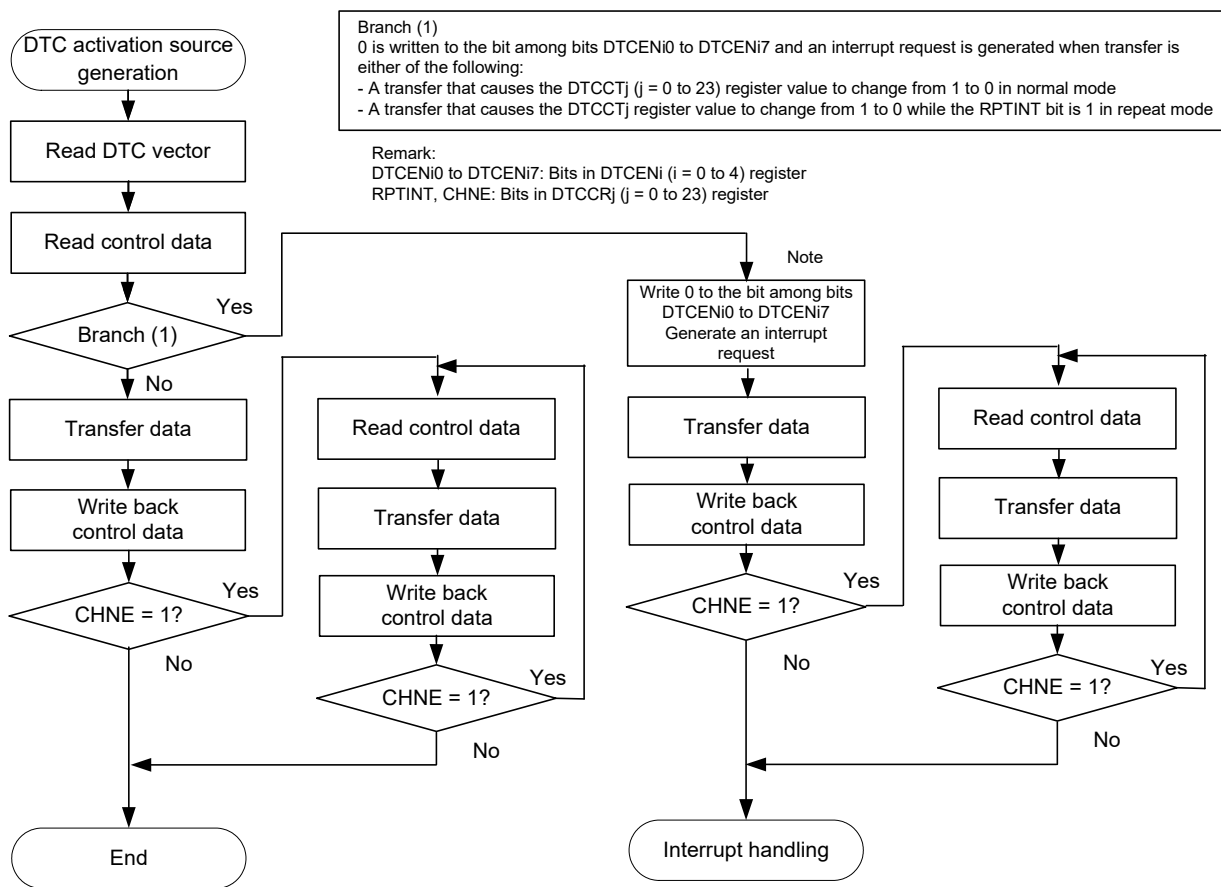 DTC activation source
generation
Branch (1)
0 is written to the bit among bits DTCENi0 to DTCENi7 and an interrupt request is generated when transfer is
either of the following:
- A transfer that causes the DTCCTj (j = 0 to 23) register value to change from 1 to 0 in normal mode
- A transfer that causes the DTCCTj register value to change from 1 to 0 while the RPTINT bit is 1 in repeat mode
Remark:
DTCENi0 to DTCENi7: Bits in DTCENi (i = 0 to 4) register
RPTINT, CHNE: Bits in DTCCRj (j = 0 to 23) register
Read DTC vector
Read control data
Branch (1)
Yes
No
Transfer data
Write back
control data
CHNE = 1?
Yes
No
Read control data
Transfer data
Write back
control data
CHNE = 1?
Yes
No
End
Note
Write 0 to the bit among bits
DTCENi0 to DTCENi7
Generate an interrupt
request
Transfer data
Write back
control data
CHNE = 1?
Yes
No
Read control data
Transfer data
Write back
control data
CHNE = 1?
Yes
No
Interrupt handling